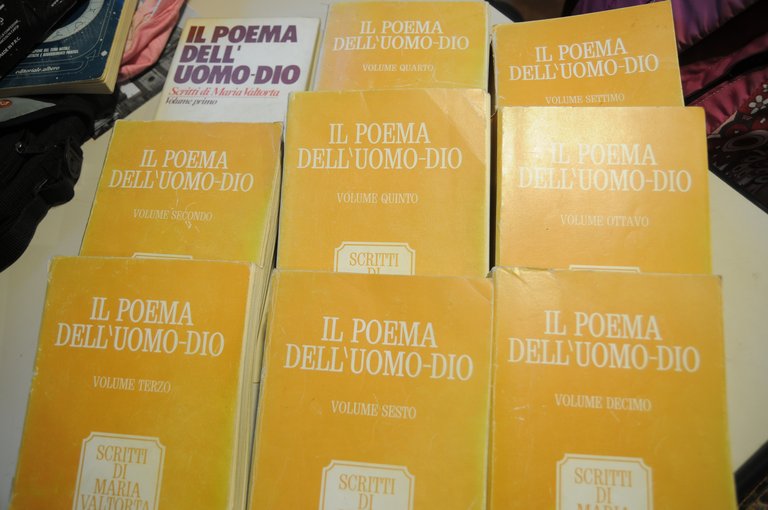 editoriale albero
IL POEMA
DELL'
UOMO-DIO
Scritti di Maria Valtorta
Volume primo
IL POEMA
DELL'UOMO-DIO
VOLUME QUARTO
IL POEMA
DELL'UOMO-DIO
VOLUME SETTIMO
IL POEMA
DELL'UOMO-DIO
VOLUME SECONDO
IL POEMA
DELL'UOMO-DIO
VOLUME QUINTO
SCRITTI
DI
IL POEMA
DELL'UOMO-DIO
VOLUME OTTAVO
IL POEMA
DELL'UOMO-DIO
VOLUME TERZO
SCRITTI
DI
MARIA
VALTORTA
IL POEMA
DELL'UOMO-DIO
VOLUME SESTO
SCRITTI
DI
IL POEMA
DELL'UOMO-DIO
VOLUME DECIMO
SCRITTI
DI
MARIA